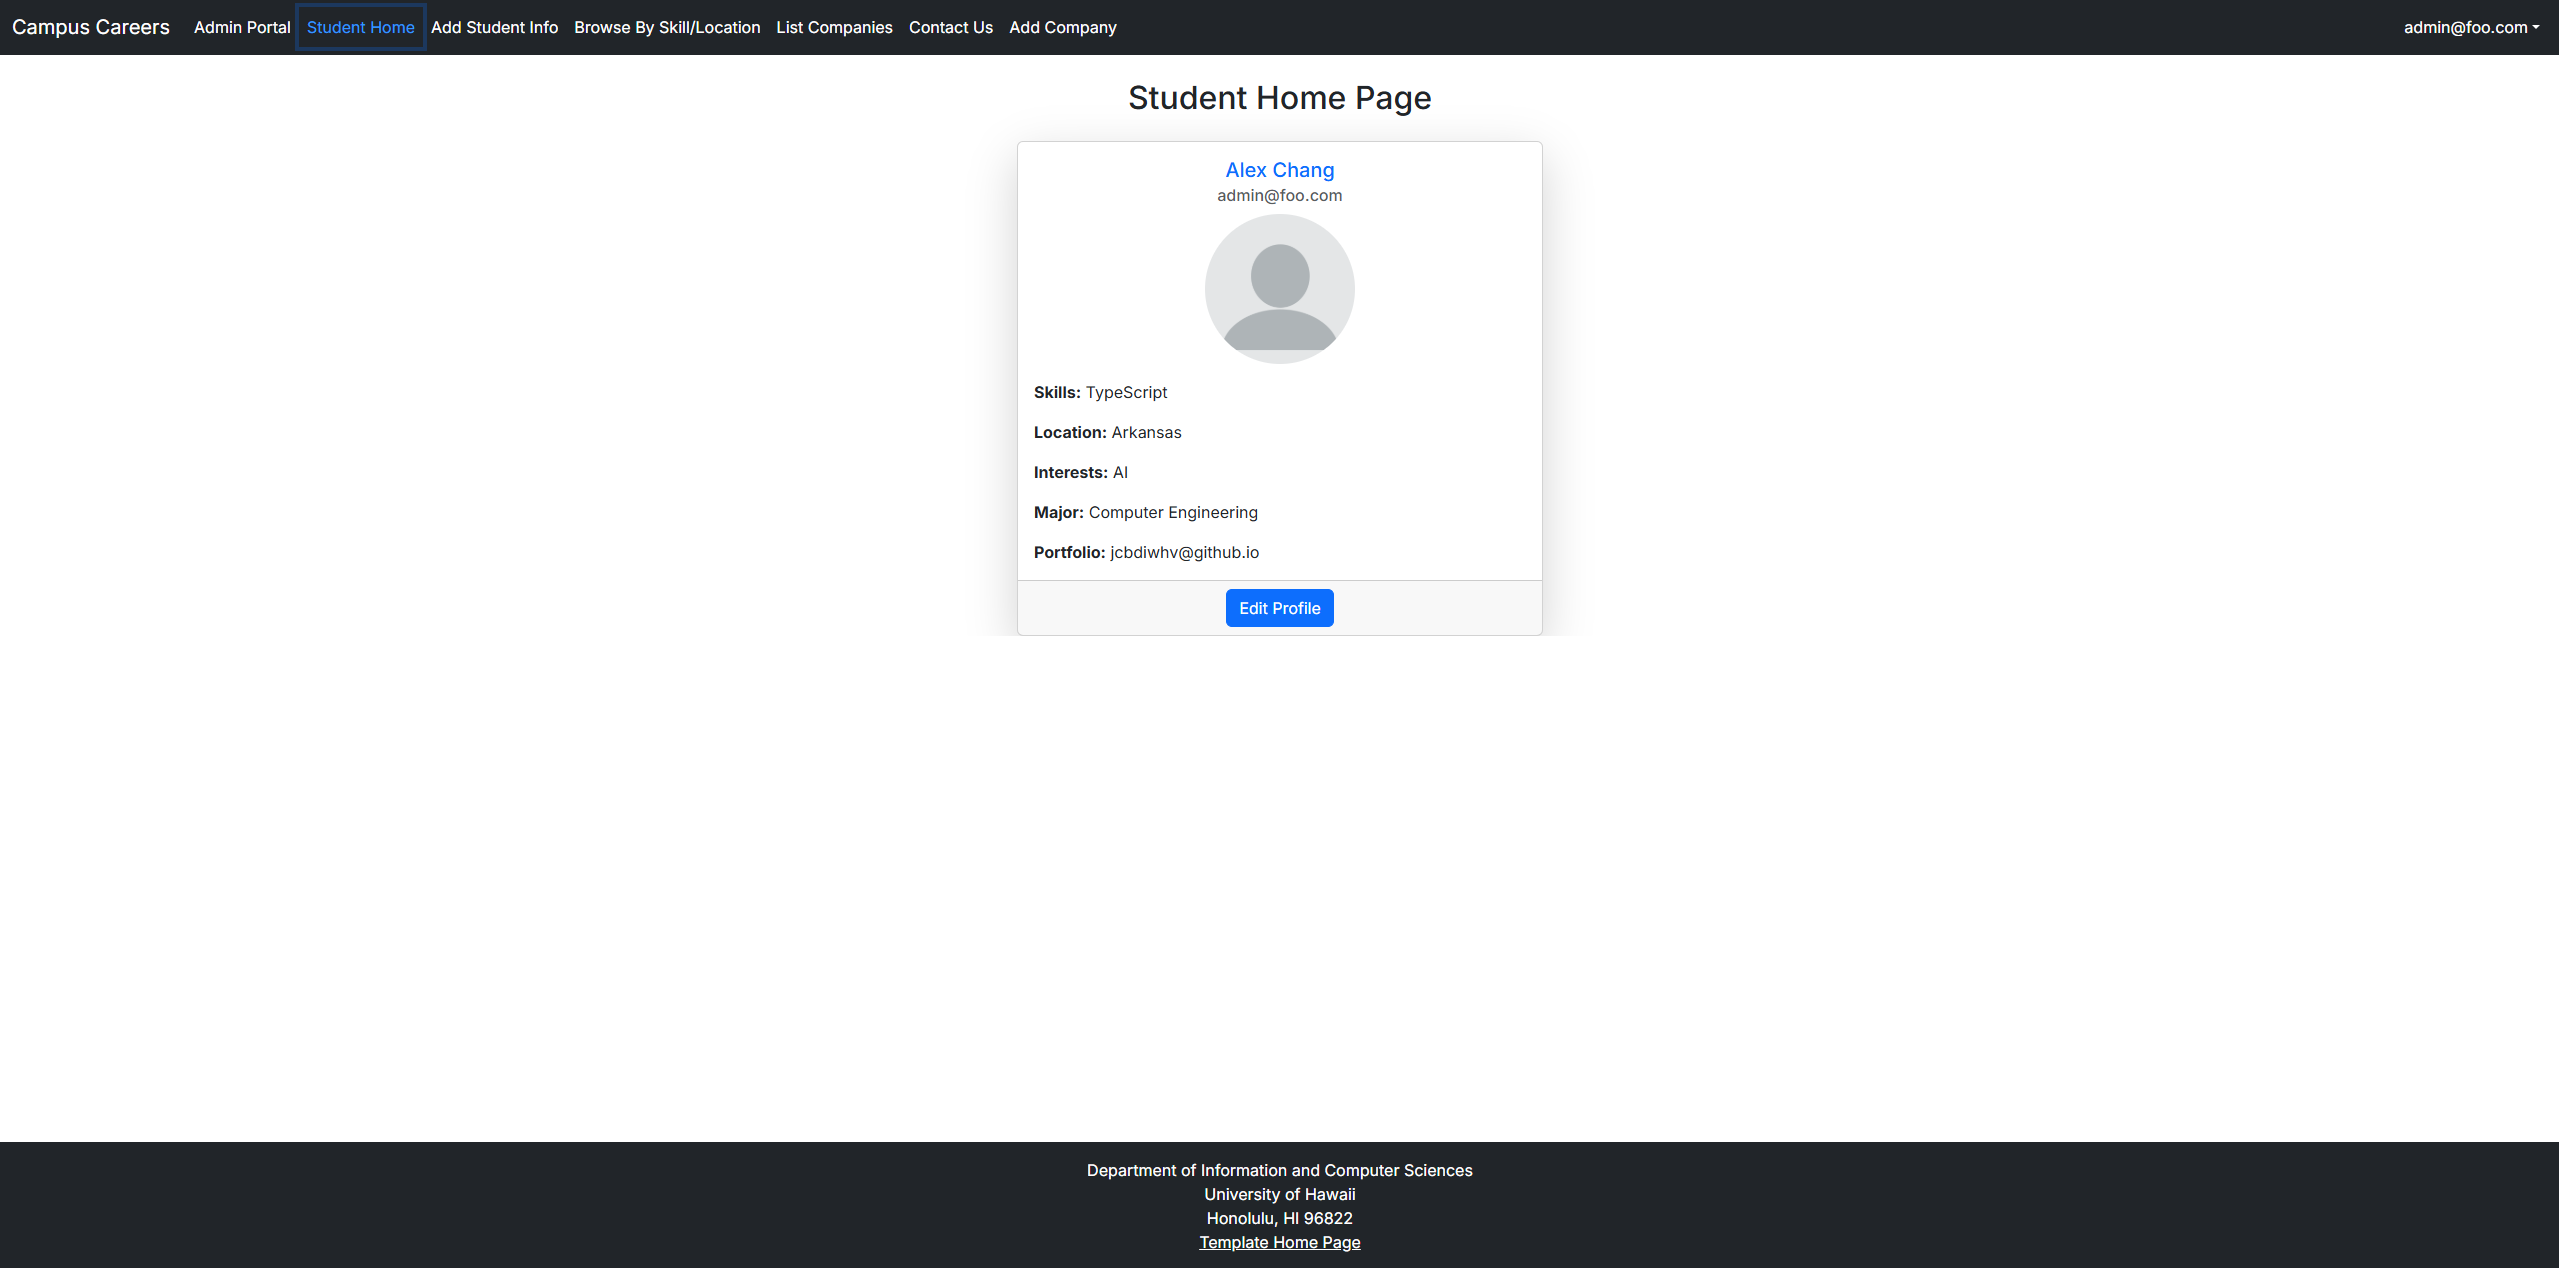 Campus Careers Admin Portal Student Home Add Student Info Browse By Skill/Location List Companies Contact Us Add Company admin@foo.com
Student Home Page
Alex Chang
admin@foo.com
Skills: TypeScript
Location: Arkansas
Interests: AI
Major: Computer Engineering
Portfolio: jcbdiwhv@github.io
Edit Profile
Department of Information and Computer Sciences
University of Hawaii
Honolulu, HI 96822
Template Home Page